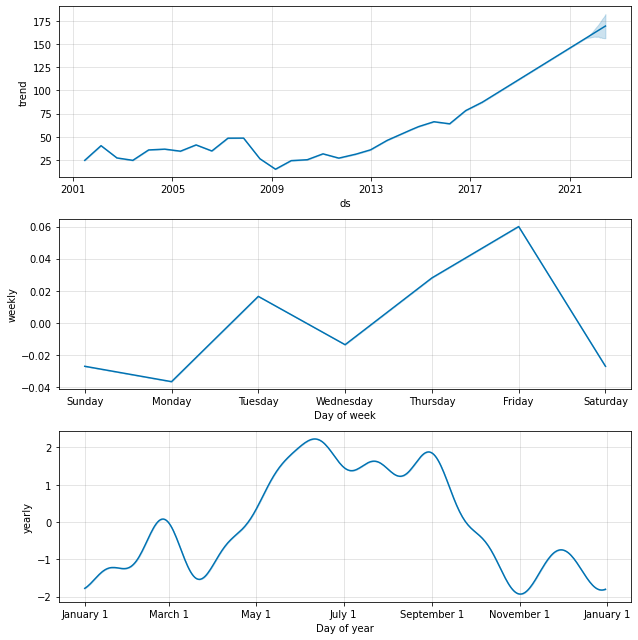 175
150
125
100
75
50
25
trend
2001 2005 2009 2013 2017 2021
ds
0.06
0.04
0.02
0.00
−0.02
−0.04
weekly
Sunday Monday Tuesday Wednesday Thursday Friday Saturday
Day of week
2
1
0
−1
−2
yearly
January 1 March 1 May 1 July 1 September 1 November 1 January 1
Day of year